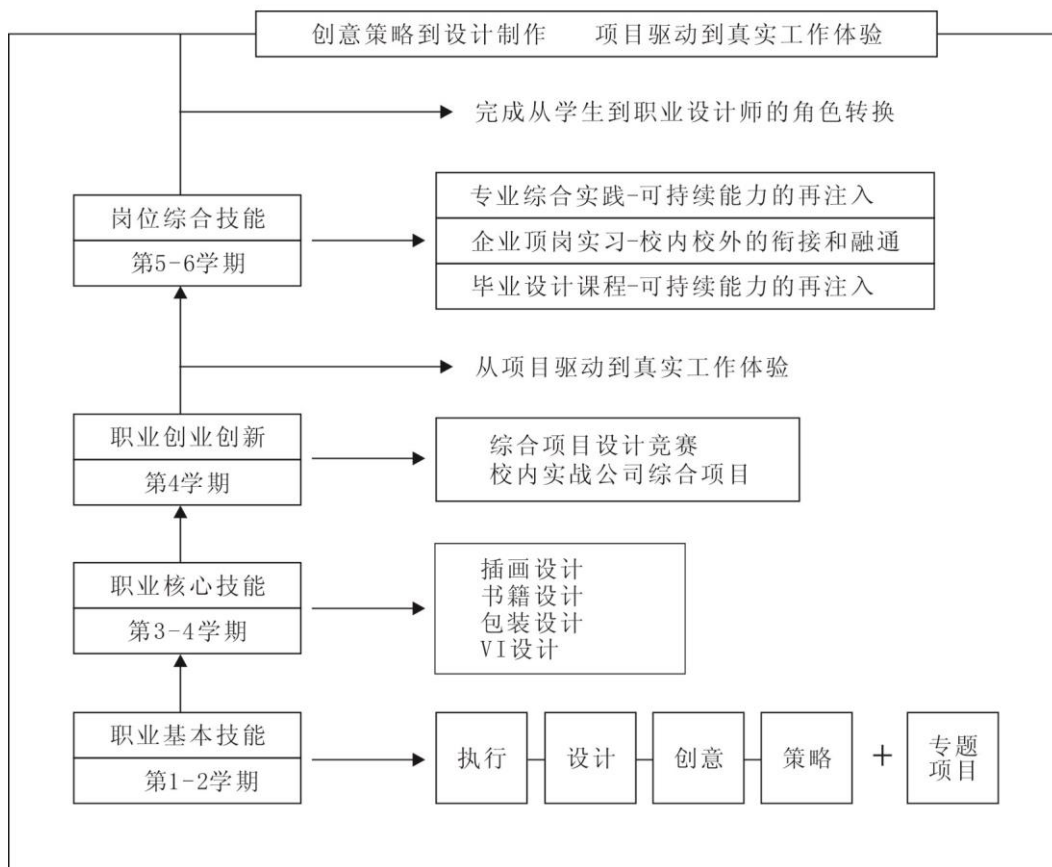 创意策略到设计制作 项目驱动到真实工作体验
完成从学生到职业设计师的角色转换
岗位综合技能
第5-6学期
专业综合实践-可持续能力的再注入
企业顶岗实习-校内校外的衔接和融通
毕业设计课程-可持续能力的再注入
从项目驱动到真实工作体验
职业创业创新
第4学期
综合项目设计竞赛
校内实战公司综合项目
职业核心技能
第3-4学期
插画设计
书籍设计
包装设计
VI设计
职业基本技能
第1-2学期
执行
设计
创意
策略
+
专题
项目